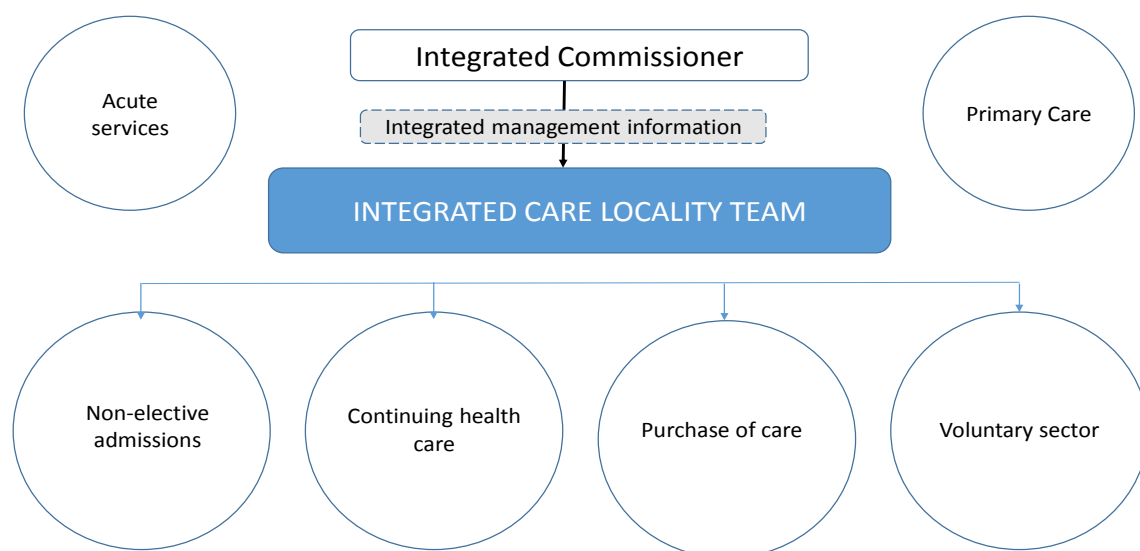 Integrated Commissioner
Acute
services
Primary Care
Integrated management information
INTEGRATED CARE LOCALITY TEAM
Non-elective
admissions
Continuing health
care
Purchase of care
Voluntary sector